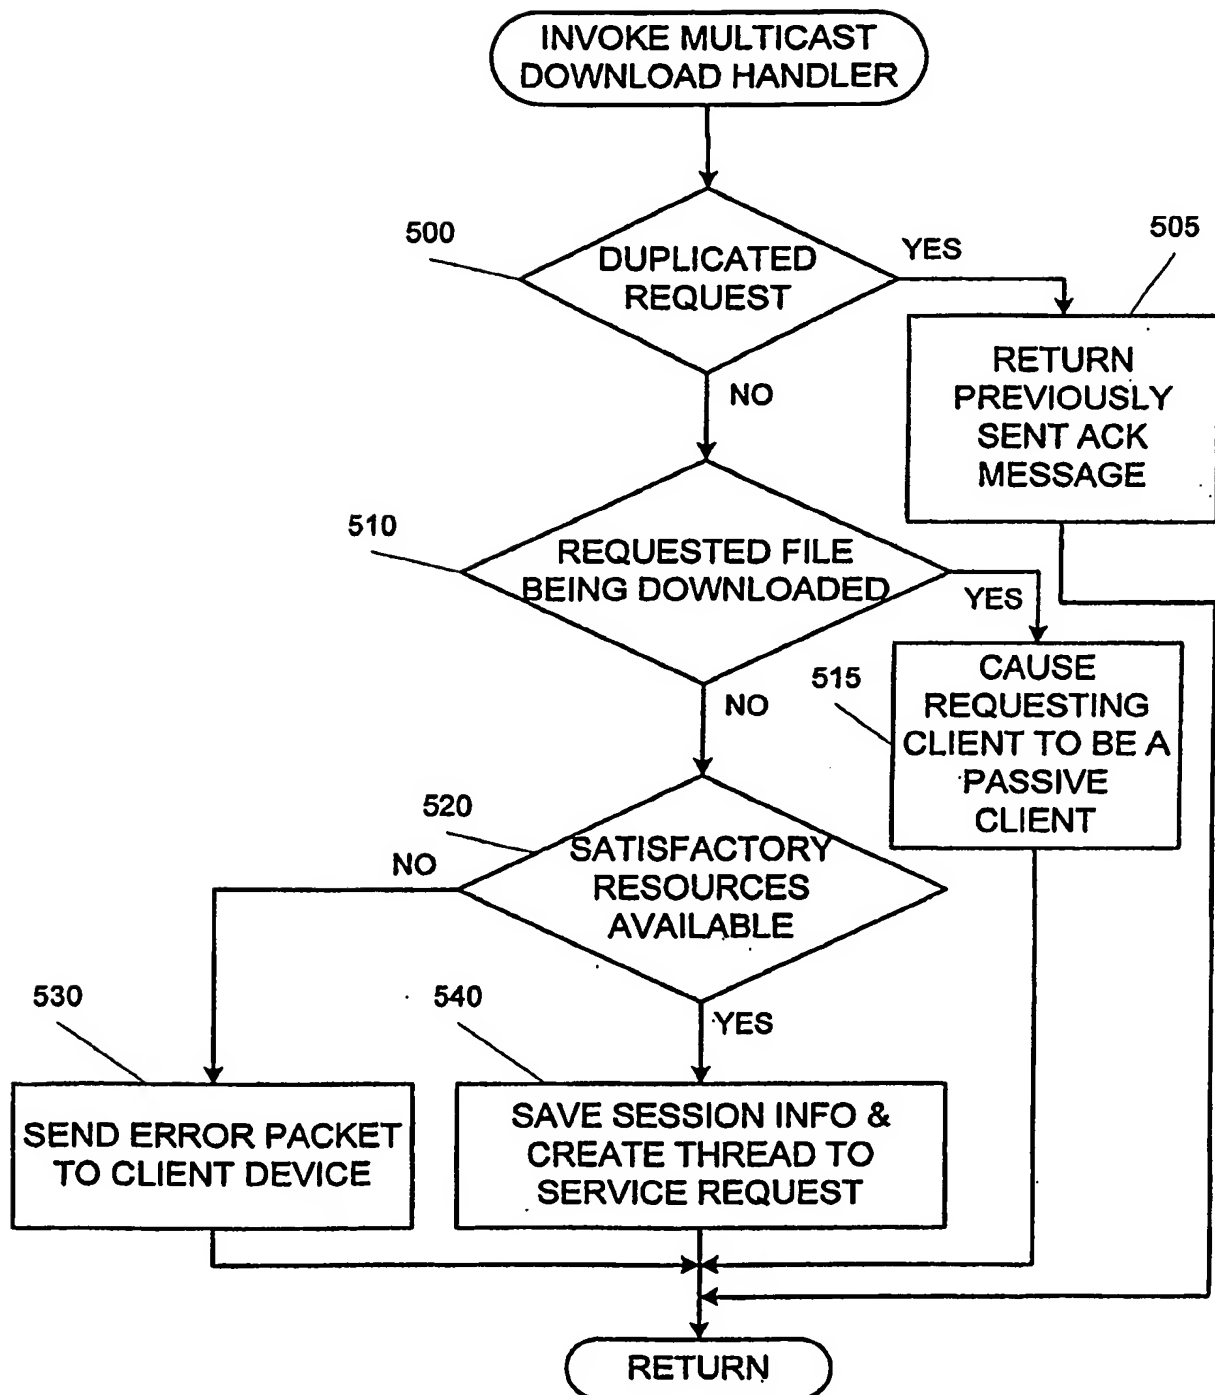 INVOKE MULTICAST
DOWNLOAD HANDLER
500
DUPLICATED
REQUEST
YES
505
RETURN
PREVIOUSLY
SENT ACK
MESSAGE
NO
510
REQUESTED FILE
BEING DOWNLOADED
YES
515
CAUSE
REQUESTING
CLIENT TO BE A
PASSIVE
CLIENT
NO
520
SATISFACTORY
RESOURCES
AVAILABLE
NO
YES
530
SEND ERROR PACKET
TO CLIENT DEVICE
540
SAVE SESSION INFO &
CREATE THREAD TO
SERVICE REQUEST
RETURN